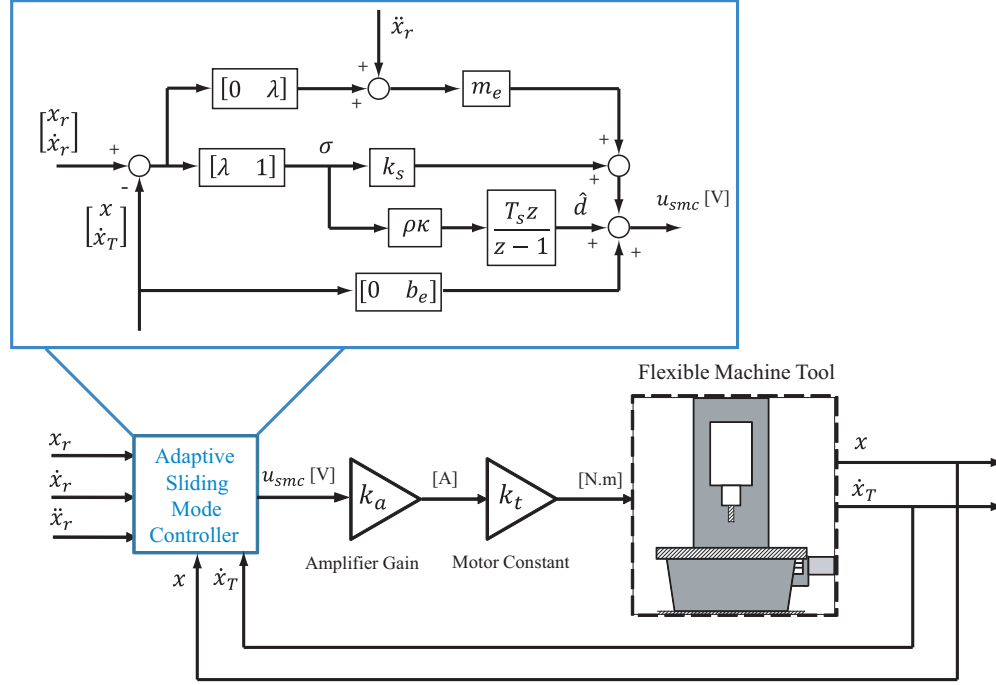 ẍ_r
+
[0 λ]
+
m_e
[x_r
ẋ_r]
+
[λ 1]
σ
k_s
+
+
-
[x
ẋ_T]
ρκ
T_s z
z − 1
d̂
u_smc [V]
+
+
[0 b_e]
Flexible Machine Tool
x_r
ẋ_r
ẍ_r
Adaptive
Sliding
Mode
Controller
u_smc [V]
k_a
[A]
k_t
[N.m]
x
ẋ_T
Amplifier Gain
Motor Constant
x
ẋ_T